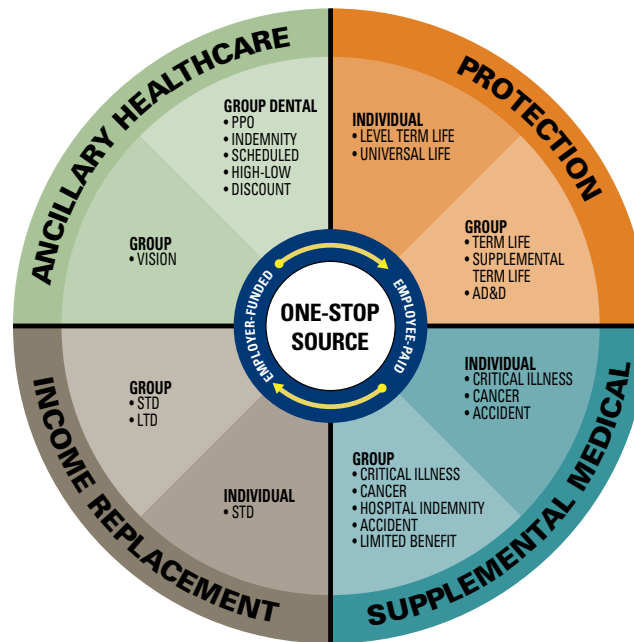 ANCILLARY HEALTHCARE
GROUP DENTAL
• PPO
• INDEMNITY
• SCHEDULED
• HIGH-LOW
• DISCOUNT
GROUP
• VISION
PROTECTION
INDIVIDUAL
• LEVEL TERM LIFE
• UNIVERSAL LIFE
GROUP
• TERM LIFE
• SUPPLEMENTAL
TERM LIFE
• AD&D
EMPLOYER-FUNDED
ONE-STOP
SOURCE
EMPLOYEE-PAID
INCOME REPLACEMENT
GROUP
• STD
• LTD
INDIVIDUAL
• STD
SUPPLEMENTAL MEDICAL
INDIVIDUAL
• CRITICAL ILLNESS
• CANCER
• ACCIDENT
GROUP
• CRITICAL ILLNESS
• CANCER
• HOSPITAL INDEMNITY
• ACCIDENT
• LIMITED BENEFIT